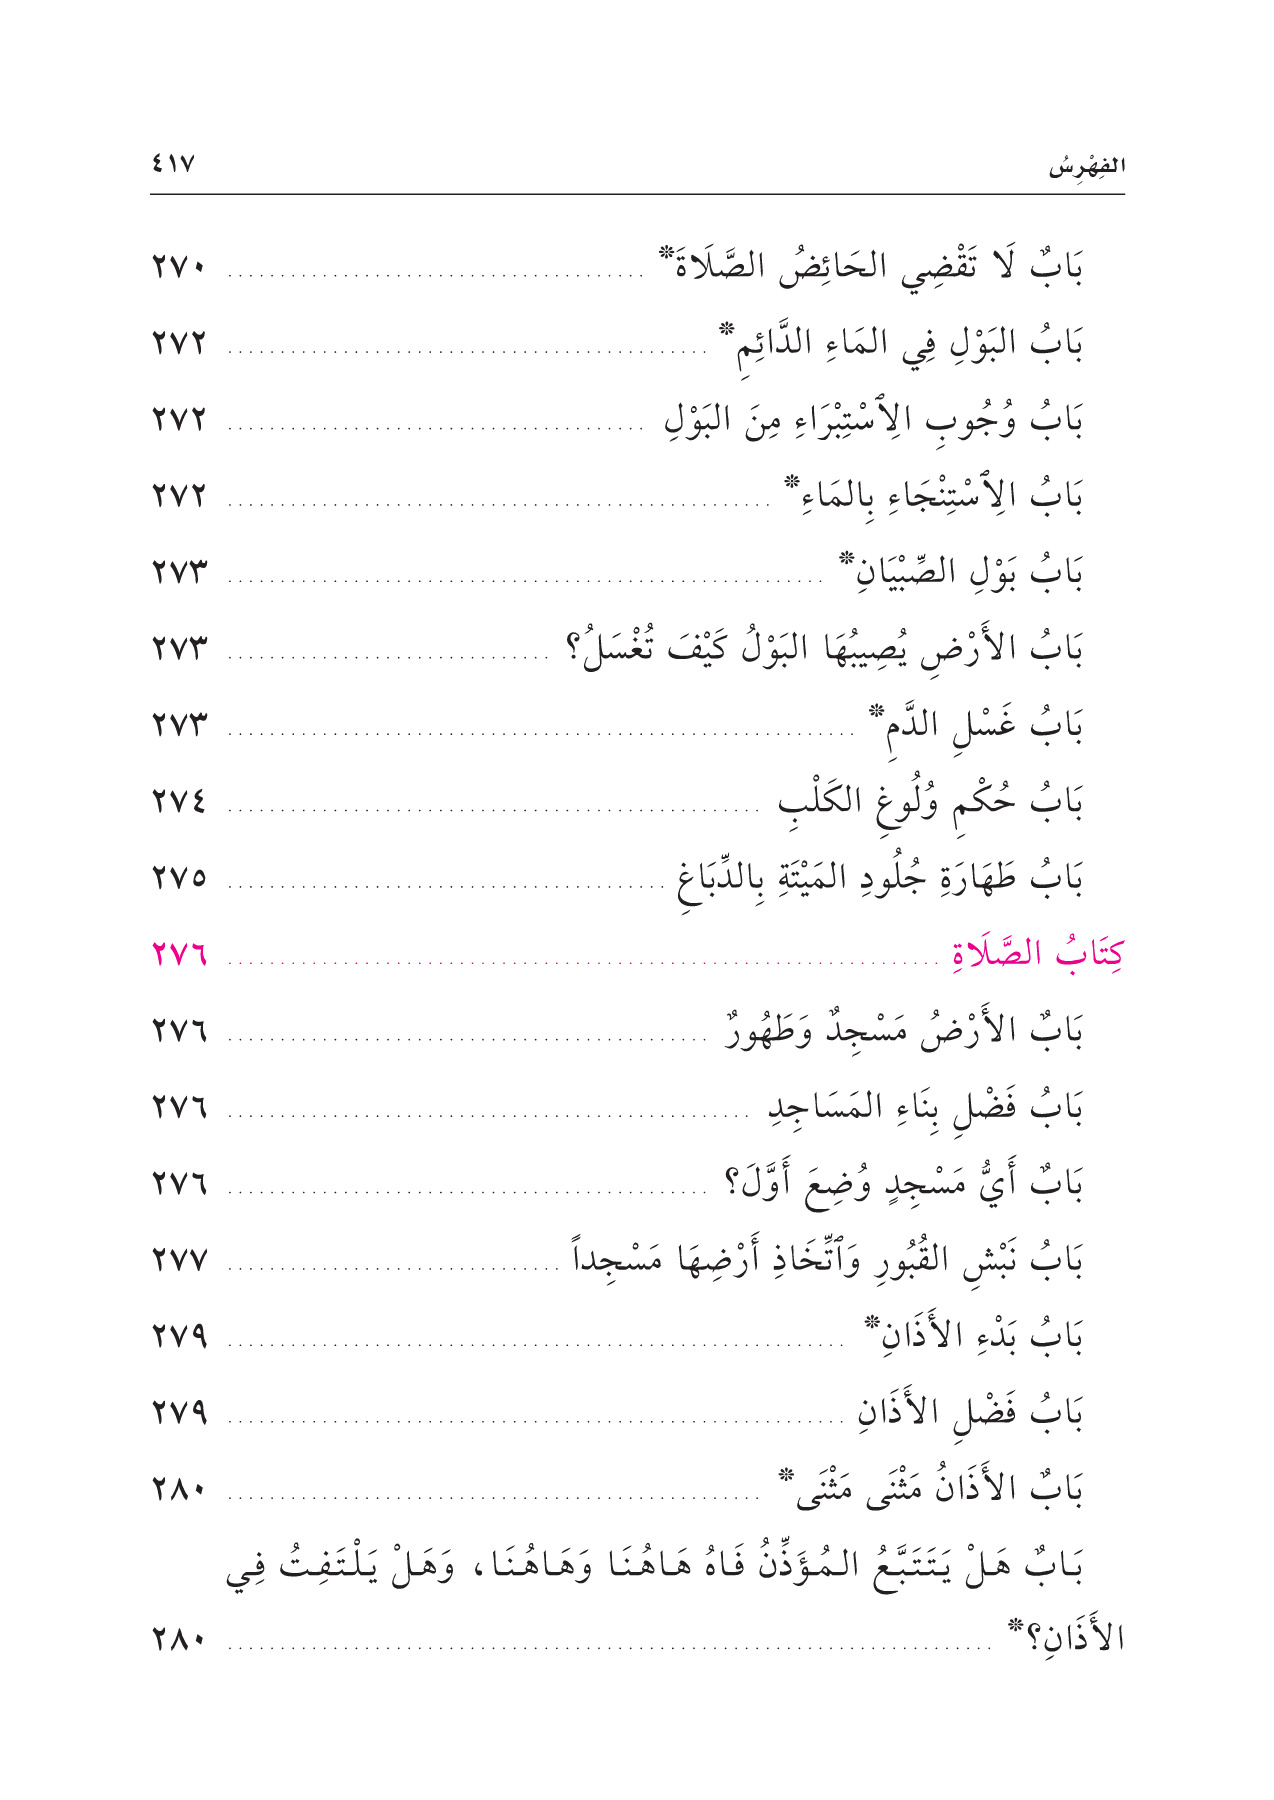 الفِهْرِسُ ٤١٧
بَابٌ لَا تَقْضِي الحَائِضُ الصَّلَاةَ* ........................................ ٢٧٠
بَابُ البَوْلِ فِي المَاءِ الدَّائِمِ* .............................................. ٢٧٢
بَابُ وُجُوبِ الِٱسْتِبْرَاءِ مِنَ البَوْلِ ........................................ ٢٧٢
بَابُ الِٱسْتِنْجَاءِ بِالمَاءِ* .................................................... ٢٧٢
بَابُ بَوْلِ الصِّبْيَانِ* ......................................................... ٢٧٣
بَابُ الأَرْضِ يُصِيبُهَا البَوْلُ كَيْفَ تُغْسَلُ؟ ............................... ٢٧٣
بَابُ غَسْلِ الدَّمِ* ............................................................ ٢٧٣
بَابُ حُكْمِ وُلُوغِ الكَلْبِ ................................................... ٢٧٤
بَابُ طَهَارَةِ جُلُودِ المَيْتَةِ بِالدِّبَاغِ .......................................... ٢٧٥
كِتَابُ الصَّلَاةِ .................................................................... ٢٧٦
بَابٌ الأَرْضُ مَسْجِدٌ وَطَهُورٌ .............................................. ٢٧٦
بَابُ فَضْلِ بِنَاءِ المَسَاجِدِ .................................................. ٢٧٦
بَابٌ أَيُّ مَسْجِدٍ وُضِعَ أَوَّلَ؟ .............................................. ٢٧٦
بَابُ نَبْشِ القُبُورِ وَٱتِّخَاذِ أَرْضِهَا مَسْجِداً ................................ ٢٧٧
بَابُ بَدْءِ الأَذَانِ* ........................................................... ٢٧٩
بَابُ فَضْلِ الأَذَانِ ........................................................... ٢٧٩
بَابٌ الأَذَانُ مَثْنَى مَثْنَى* ................................................... ٢٨٠
بَابٌ هَلْ يَتَتَبَّعُ المُؤَذِّنُ فَاهُ هَاهُنَا وَهَاهُنَا، وَهَلْ يَلْتَفِتُ فِي
الأَذَانِ؟* ......................................................................... ٢٨٠